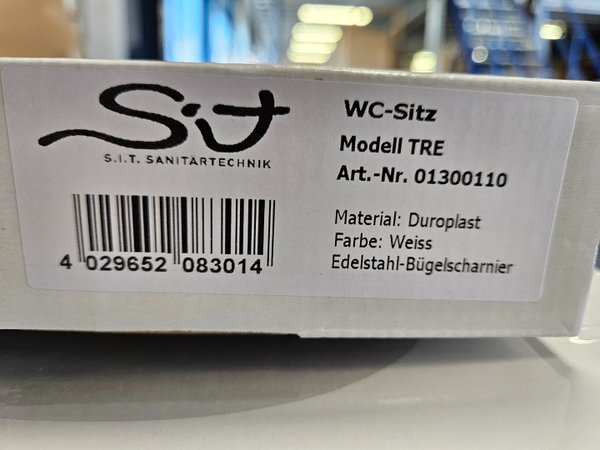 Sit
S.I.T. SANITÄRTECHNIK
4 029652 083014
WC-Sitz
Modell TRE
Art.-Nr. 01300110
Material: Duroplast
Farbe: Weiss
Edelstahl-Bügelscharnier